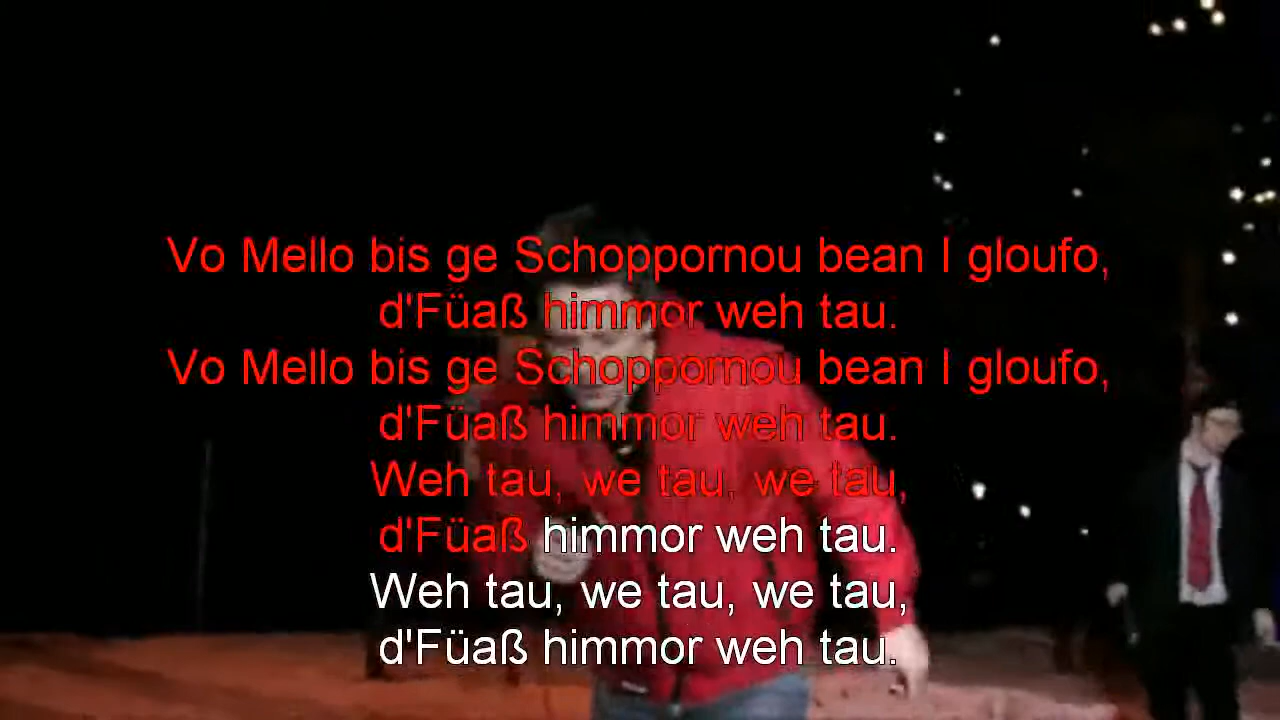 Vo Mello bis ge Schoppornou bean I gloufo,
d'Füaß himmor weh tau.
Vo Mello bis ge Schoppornou bean I gloufo,
d'Füaß himmor weh tau.
Weh tau, we tau, we tau,
d'Füaß himmor weh tau.
Weh tau, we tau, we tau,
d'Füaß himmor weh tau.